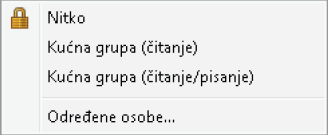 Nitko
Kućna grupa (čitanje)
Kućna grupa (čitanje/pisanje)
Određene osobe...